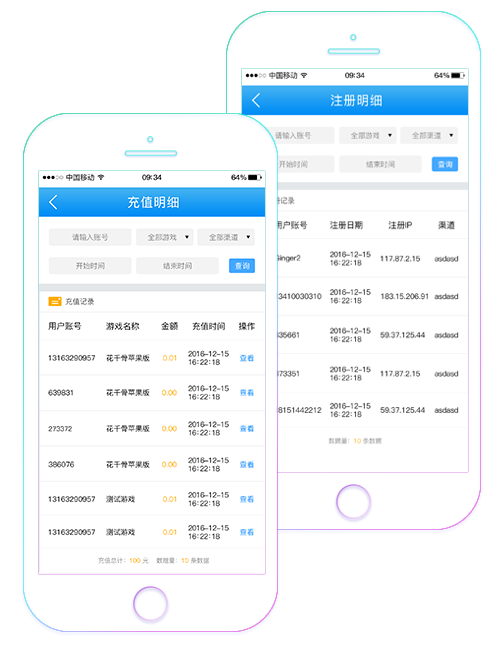 中国移动 09:34 64%
注册明细
请输入账号 全部游戏 全部渠道
开始时间 结束时间 查询
记录
用户账号 注册日期 注册IP 渠道
Ginger2 2016-12-15 16:22:18 117.87.2.15 asdasd
3410030310 2016-12-15 16:22:18 183.15.206.91 asdasd
35661 2016-12-15 16:22:18 59.37.125.44 asdasd
73351 2016-12-15 16:22:18 117.87.2.15 asdasd
8151442212 2016-12-15 16:22:18 59.37.125.44 asdasd
数据量：10 条数据
中国移动 09:34 64%
充值明细
请输入账号 全部游戏 全部渠道
开始时间 结束时间 查询
充值记录
用户账号 游戏名称 金额 充值时间 操作
13163290957 花千骨苹果版 0.01 2016-12-15 16:22:18 查看
639831 花千骨苹果版 0.00 2016-12-15 16:22:18 查看
273372 花千骨苹果版 0.00 2016-12-15 16:22:18 查看
386076 花千骨苹果版 0.00 2016-12-15 16:22:18 查看
13163290957 测试游戏 0.01 2016-12-15 16:22:18 查看
13163290957 测试游戏 0.01 2016-12-15 16:22:18 查看
充值总计：100 元 数据量：10 条数据